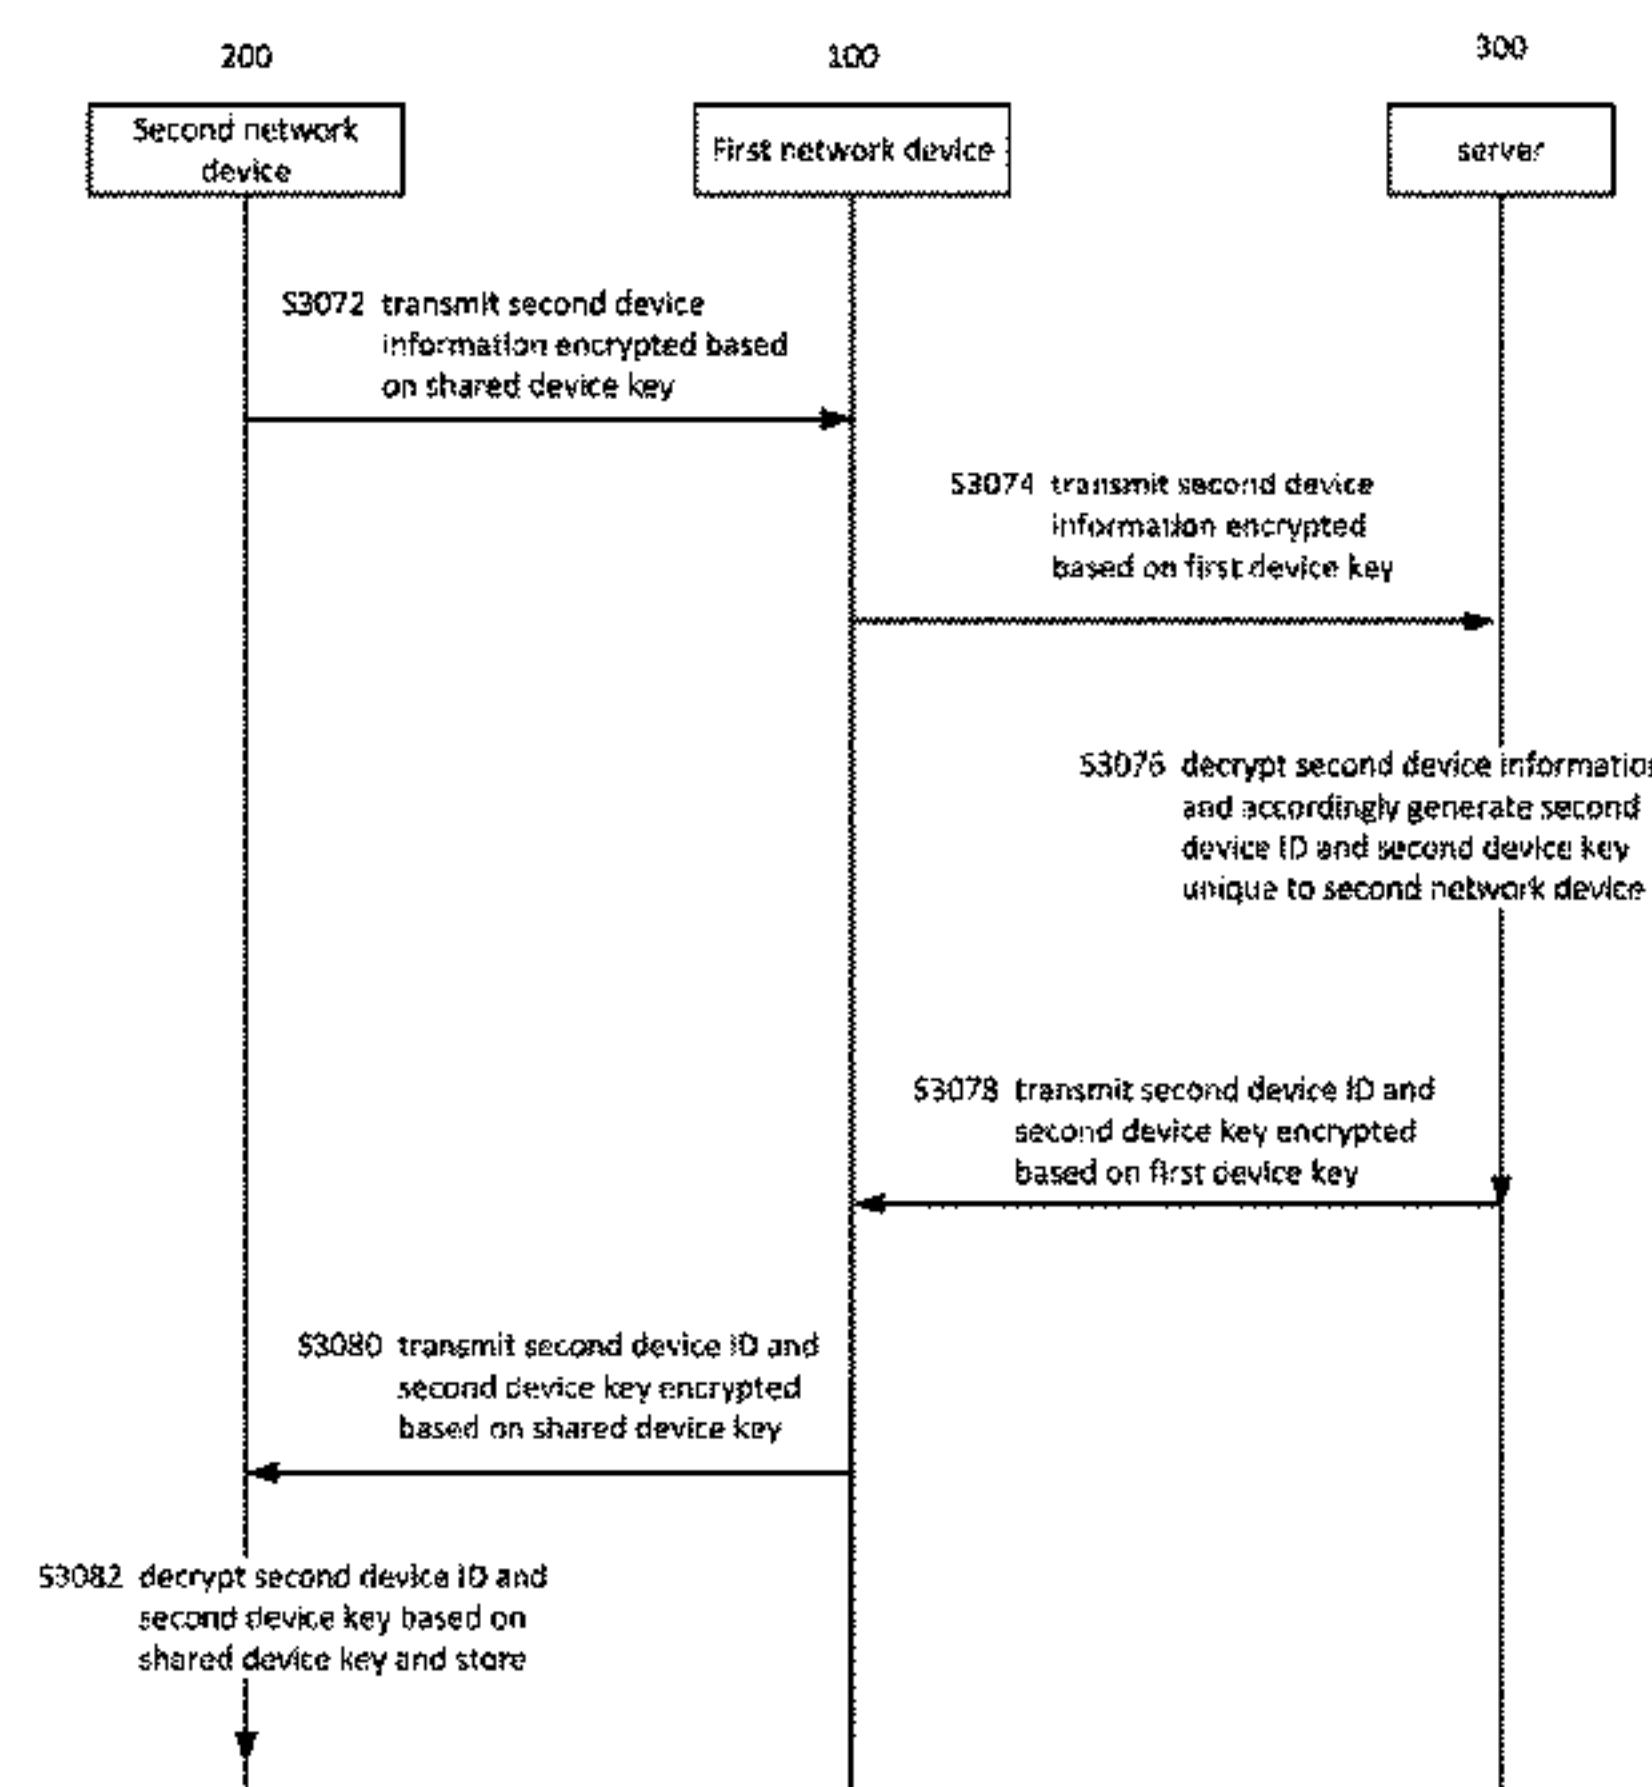 200
100
300
Second network
device
First network device
server
S3072 transmit second device
information encrypted based
on shared device key
S3074 transmit second device
information encrypted
based on first device key
S3076 decrypt second device informatio
and accordingly generate second
device ID and second device key
unique to second network device
S3078 transmit second device ID and
second device key encrypted
based on first device key
S3080 transmit second device ID and
second device key encrypted
based on shared device key
S3082 decrypt second device ID and
second device key based on
shared device key and store